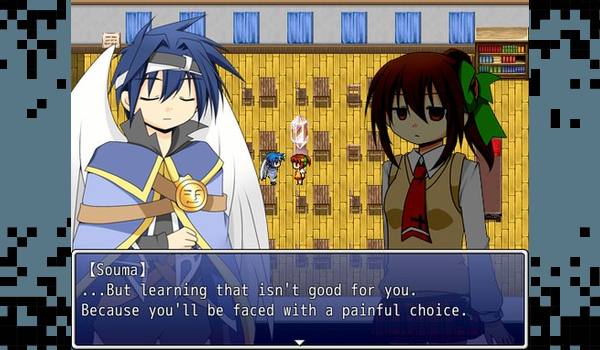 【Souma】
...But learning that isn't good for you.
Because you'll be faced with a painful choice.